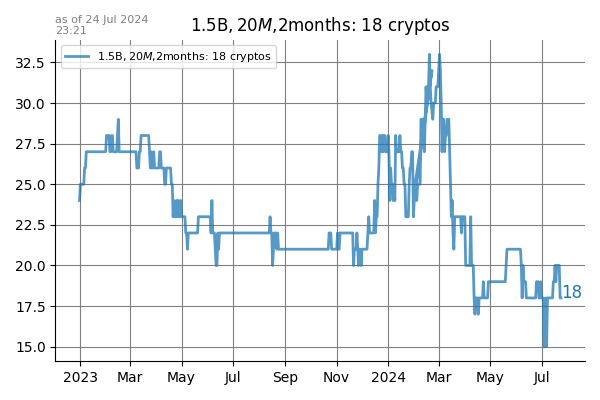 as of 24 Jul 2024
23:21
1.5B, 20M,2months: 18 cryptos
1.5B, 20M,2months: 18 cryptos
32.5
30.0
27.5
25.0
22.5
20.0
17.5
15.0
18
2023 Mar May Jul Sep Nov 2024 Mar May Jul